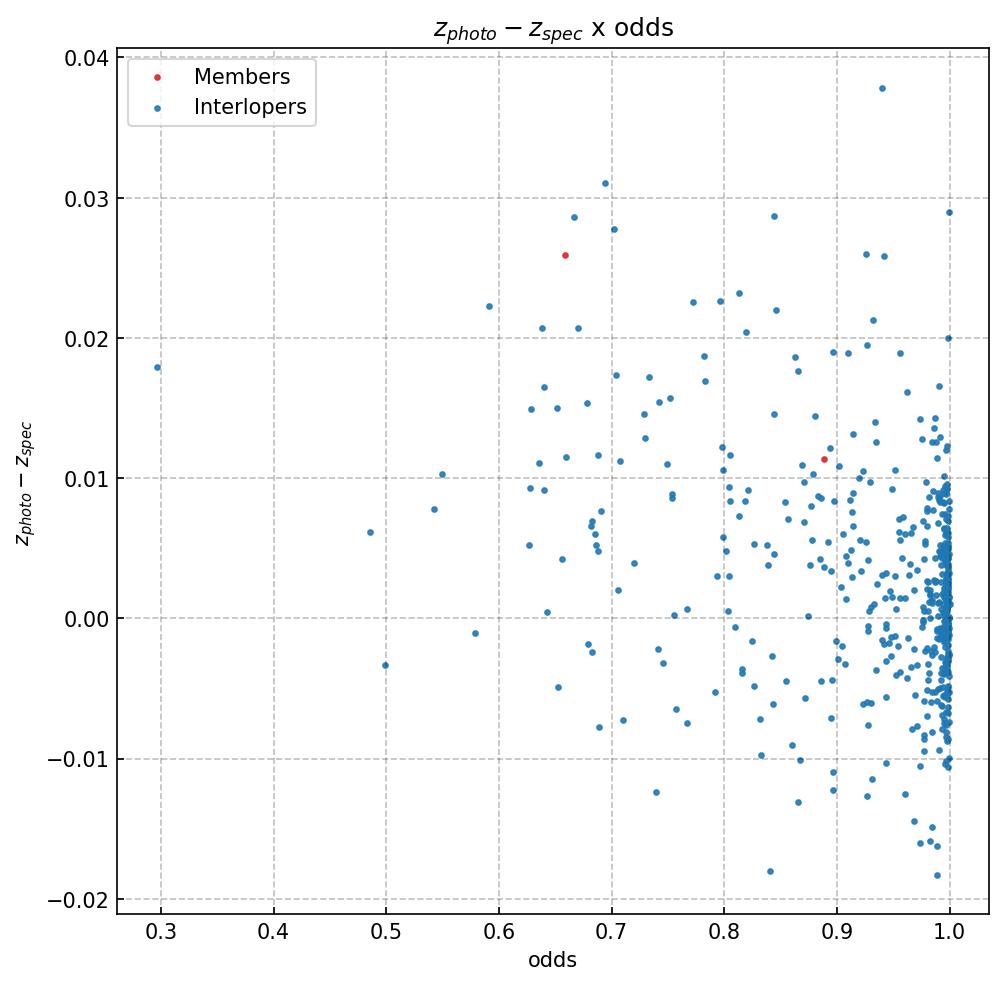 z_photo − z_spec x odds
Members
Interlopers
0.04
0.03
0.02
0.01
0.00
−0.01
−0.02
z_photo − z_spec
0.3 0.4 0.5 0.6 0.7 0.8 0.9 1.0
odds